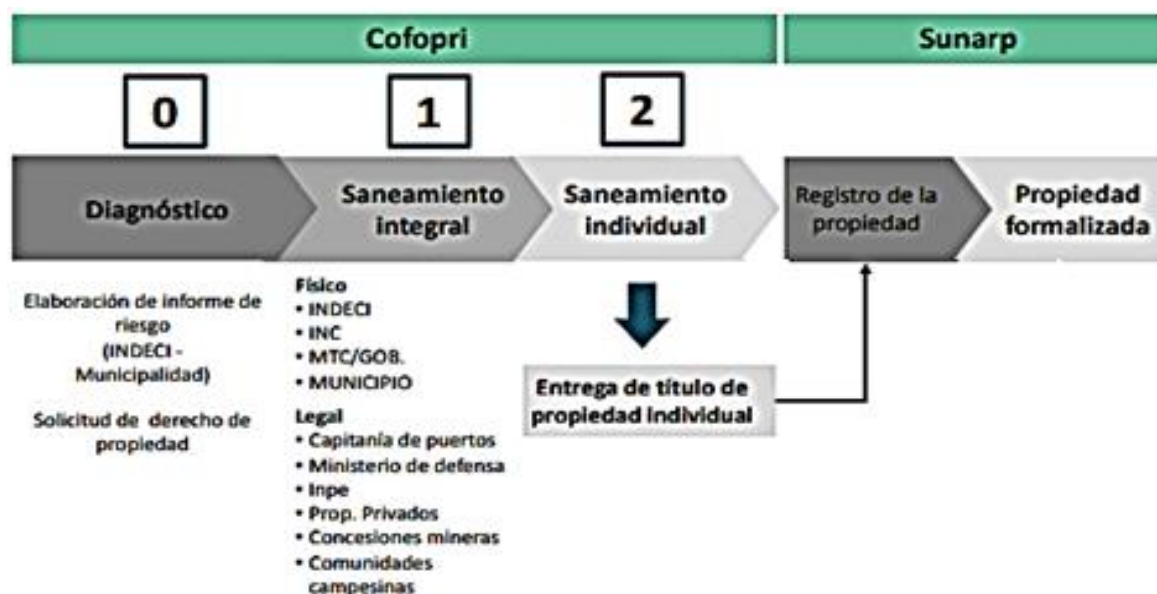 Cofopri
Sunarp
0
1
2
Diagnóstico
Saneamiento
integral
Saneamiento
individual
Registro de la
propiedad
Propiedad
formalizada
Elaboración de informe de
riesgo
(INDECI -
Municipalidad)
Solicitud de derecho de
propiedad
Físico
• INDECI
• INC
• MTC/GOB.
• MUNICIPIO
Legal
• Capitanía de puertos
• Ministerio de defensa
• Inpe
• Prop. Privados
• Concesiones mineras
• Comunidades
campesinas
Entrega de título de
propiedad individual